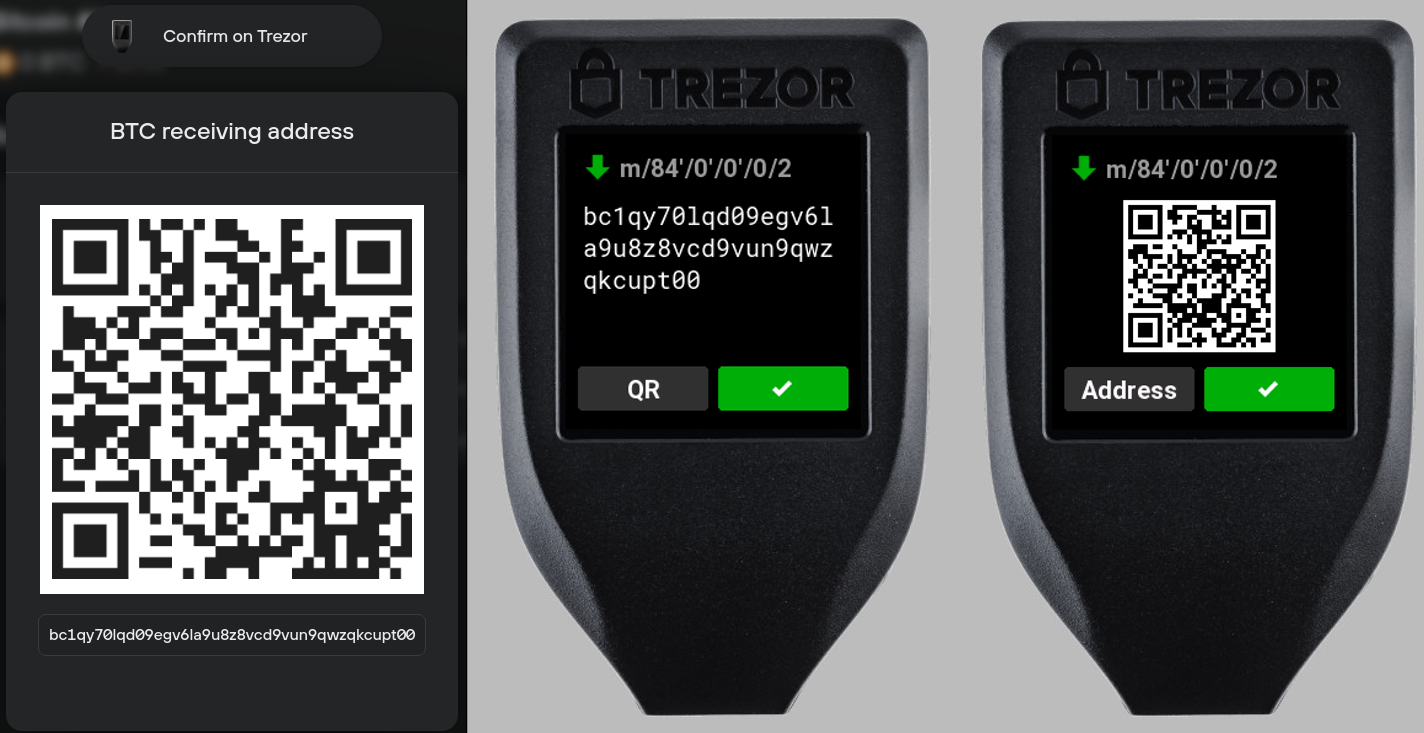 Confirm on Trezor
BTC receiving address
bc1qy70lqd09egv6la9u8z8vcd9vun9qwzqkcupt00
TREZOR
m/84'/0'/0'/0/2
bc1qy70lqd09egv6l
a9u8z8vcd9vun9qwz
qkcupt00
QR
TREZOR
m/84'/0'/0'/0/2
Address